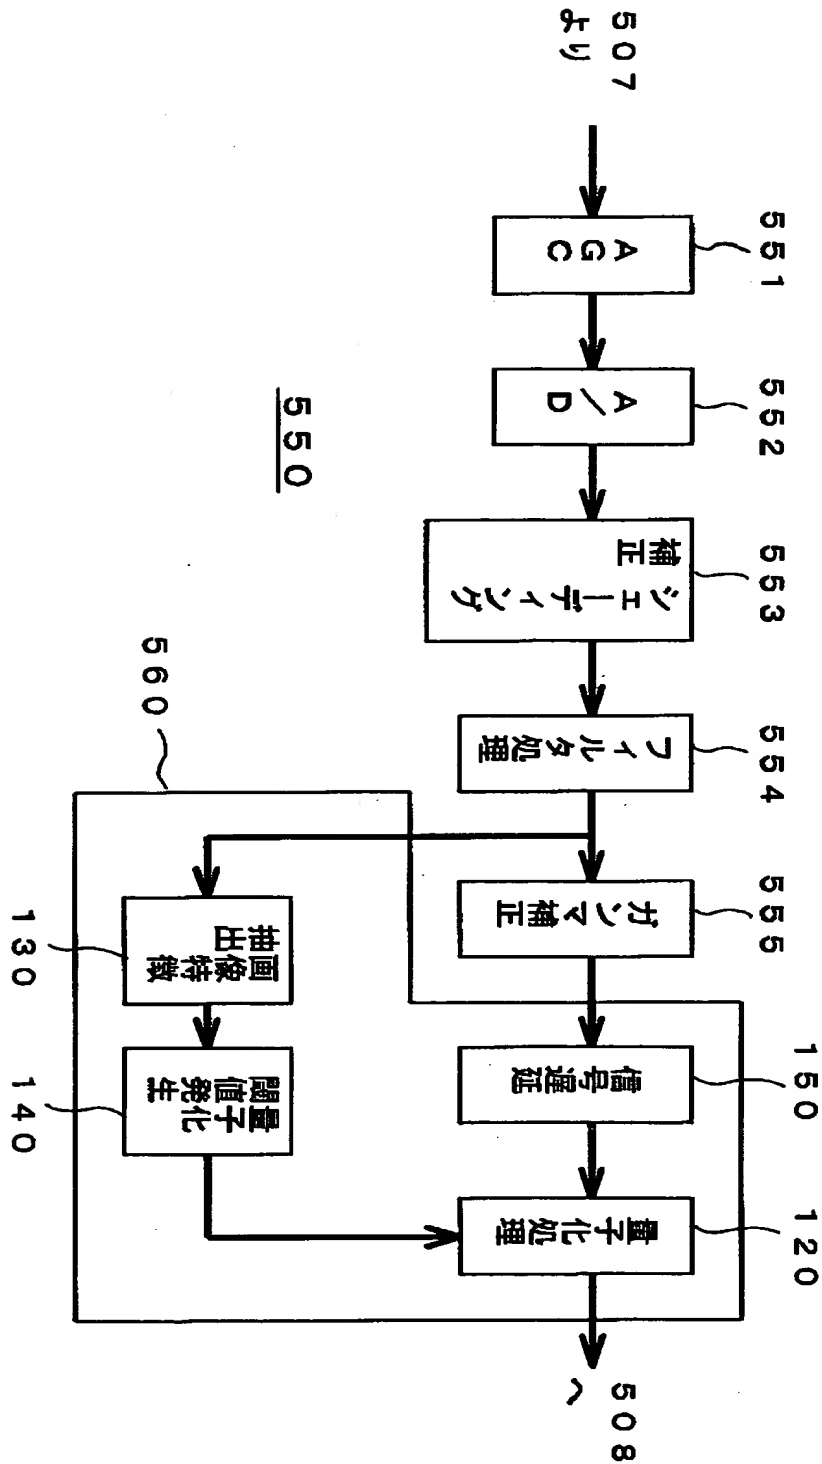 507
より
551
AGC
552
A/D
553
シェーディング
補正
554
フィルタ処理
555
ガンマ補正
150
信号遅延
120
量子化処理
508
へ
550
560
画像特徴
抽出
130
量子化
閾値発生
140